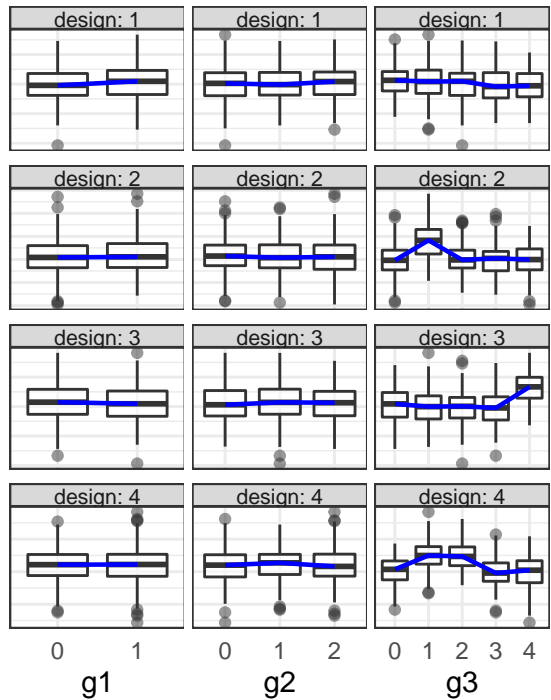 design: 1 design: 1 design: 1
design: 2 design: 2 design: 2
design: 3 design: 3 design: 3
design: 4 design: 4 design: 4
0 1 0 1 2 0 1 2 3 4
g1 g2 g3